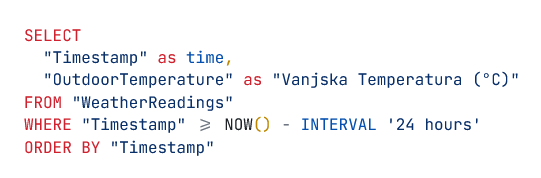 SELECT
  "Timestamp" as time,
  "OutdoorTemperature" as "Vanjska Temperatura (°C)"
FROM "WeatherReadings"
WHERE "Timestamp" >= NOW() - INTERVAL '24 hours'
ORDER BY "Timestamp"